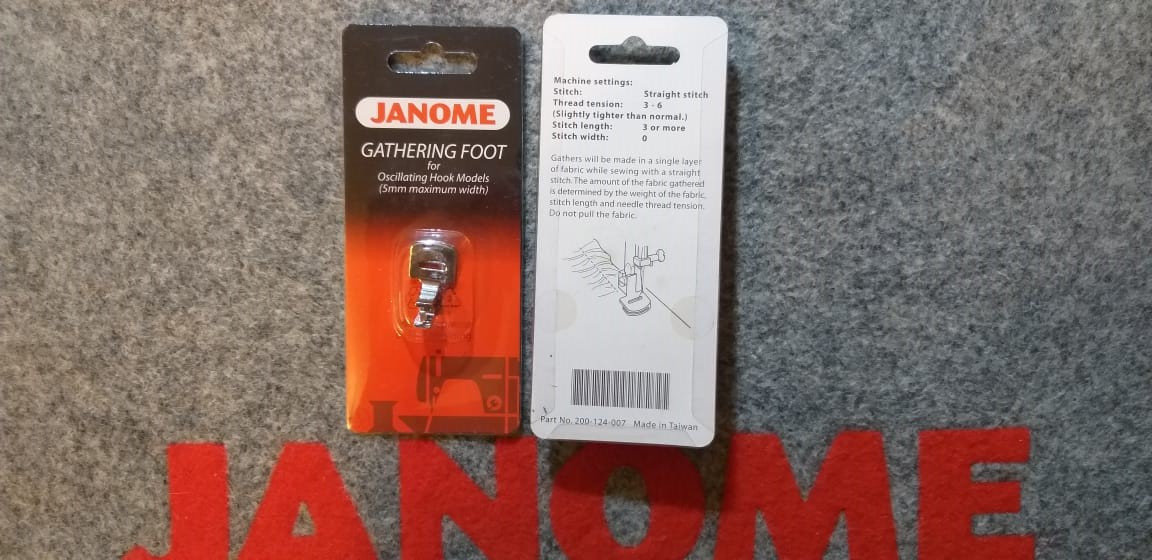 JANOME
GATHERING FOOT
for
Oscillating Hook Models
(5mm maximum width)
Machine settings:
Stitch: Straight stitch
Thread tension: 3 - 6
(Slightly tighter than normal.)
Stitch length: 3 or more
Stitch width: 0
Gathers will be made in a single layer
of fabric while sewing with a straight
stitch. The amount of the fabric gathered
is determined by the weight of the fabric,
stitch length and needle thread tension.
Do not pull the fabric.
Part No. 200-124-007 Made in Taiwan
JANOME